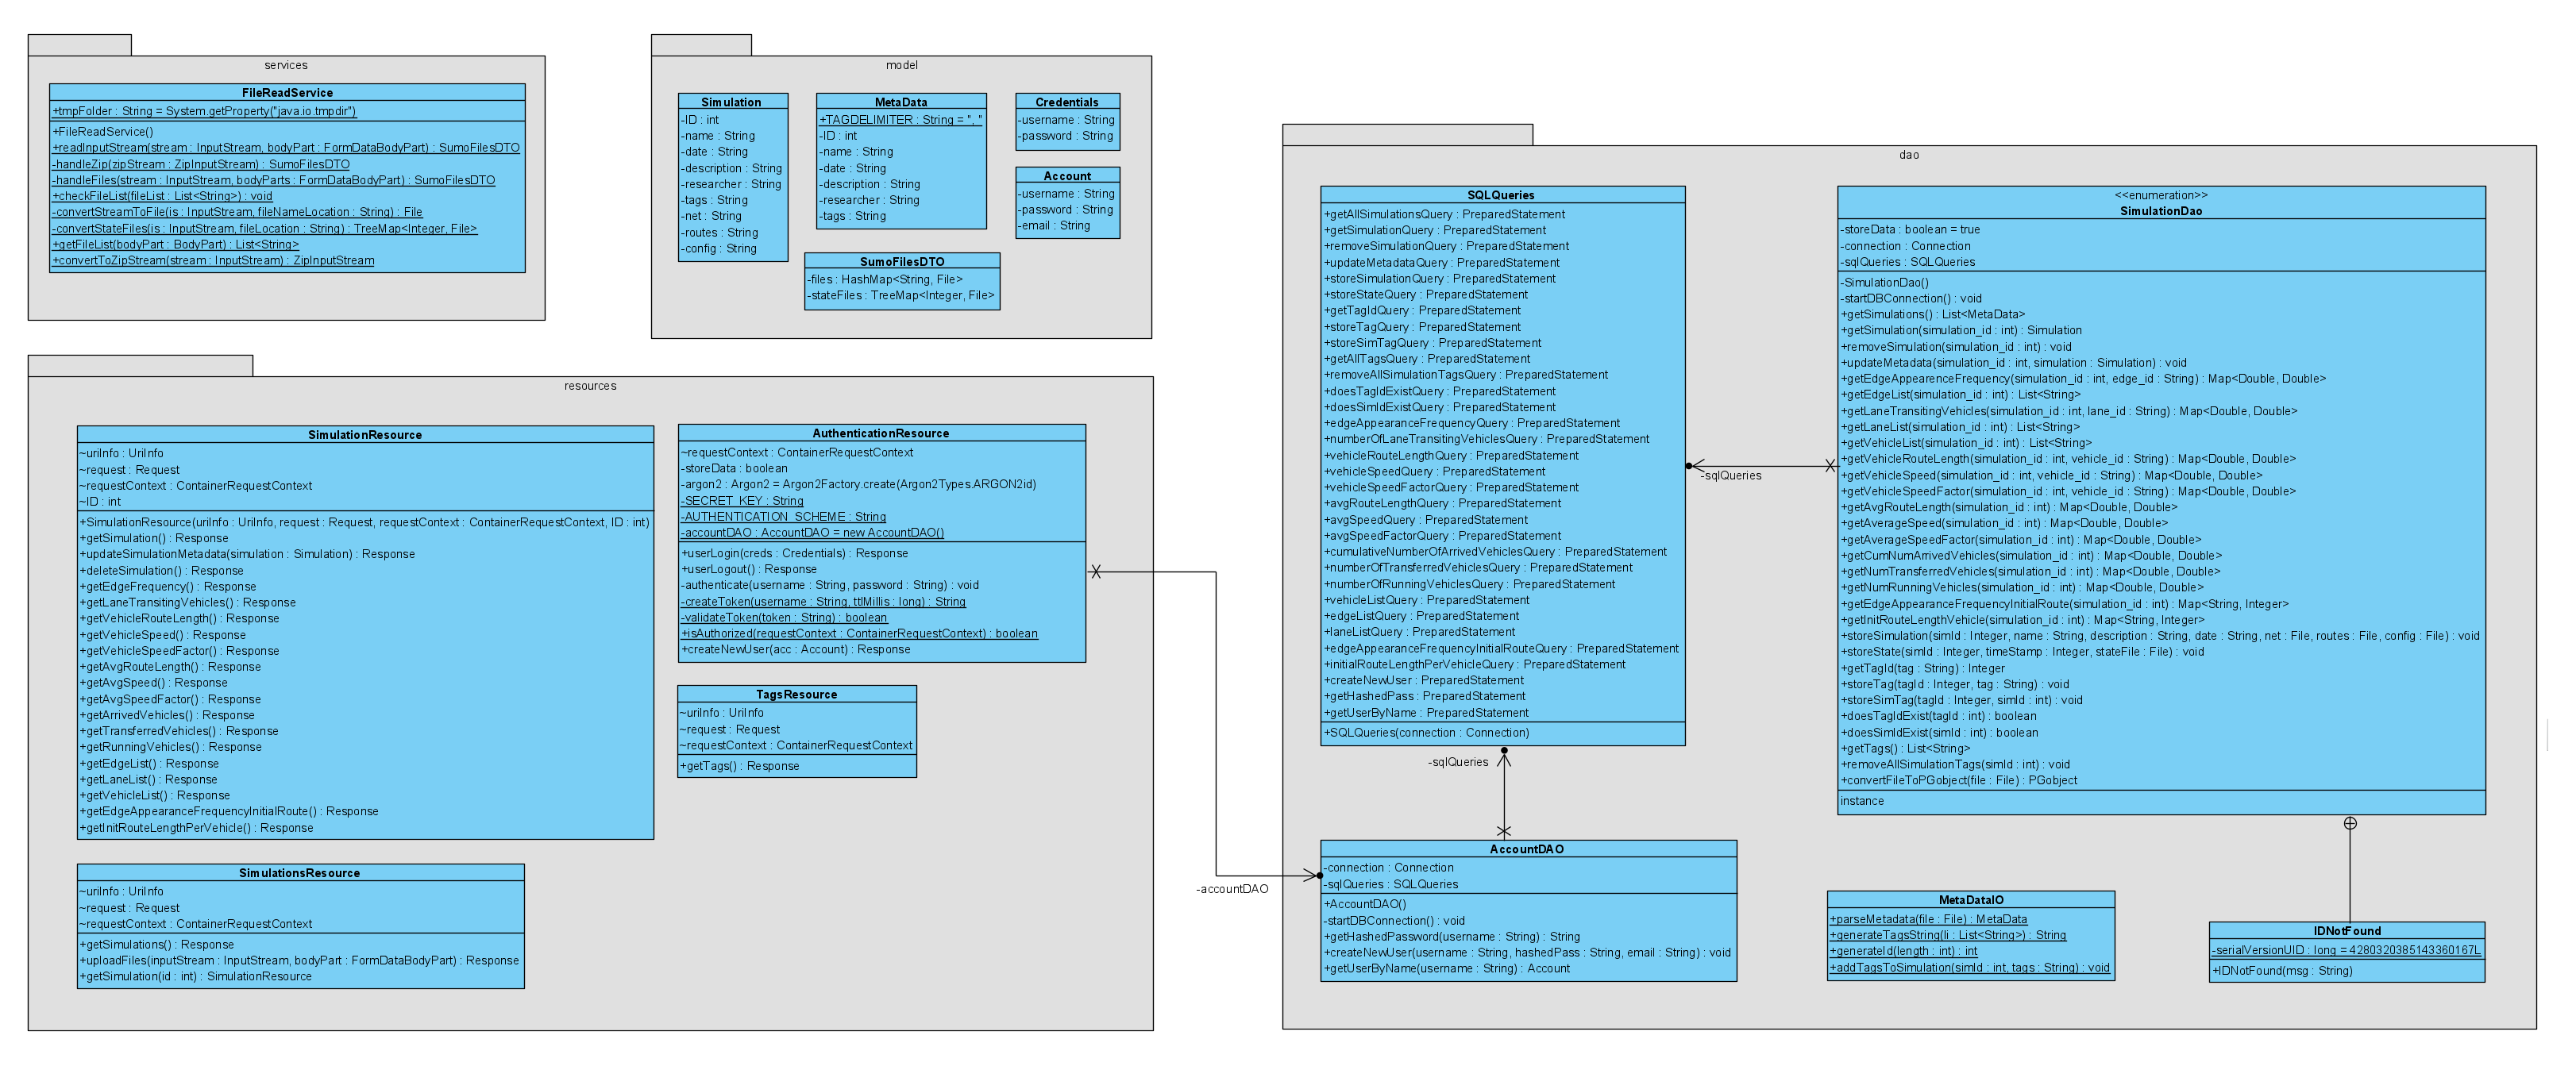 services
FileReadService
+tmpFolder : String = System.getProperty("java.io.tmpdir")
+FileReadService()
+readInputStream(stream : InputStream, bodyPart : FormDataBodyPart) : SumoFilesDTO
-handleZip(zipStream : ZipInputStream) : SumoFilesDTO
-handleFiles(stream : InputStream, bodyParts : FormDataBodyPart) : SumoFilesDTO
+checkFileList(fileList : List<String>) : void
-convertStreamToFile(is : InputStream, fileNameLocation : String) : File
-convertStateFiles(is : InputStream, fileLocation : String) : TreeMap<Integer, File>
+getFileList(bodyPart : BodyPart) : List<String>
+convertToZipStream(stream : InputStream) : ZipInputStream
model
Simulation
-ID : int
-name : String
-date : String
-description : String
-researcher : String
-tags : String
-net : String
-routes : String
-config : String
MetaData
+TAGDELIMITER : String = ", "
-ID : int
-name : String
-date : String
-description : String
-researcher : String
-tags : String
Credentials
-username : String
-password : String
Account
-username : String
-password : String
-email : String
SumoFilesDTO
-files : HashMap<String, File>
-stateFiles : TreeMap<Integer, File>
resources
SimulationResource
~uriInfo : UriInfo
~request : Request
~requestContext : ContainerRequestContext
~ID : int
+SimulationResource(uriInfo : UriInfo, request : Request, requestContext : ContainerRequestContext, ID : int)
+getSimulation() : Response
+updateSimulationMetadata(simulation : Simulation) : Response
+deleteSimulation() : Response
+getEdgeFrequency() : Response
+getLaneTransitingVehicles() : Response
+getVehicleRouteLength() : Response
+getVehicleSpeed() : Response
+getVehicleSpeedFactor() : Response
+getAvgRouteLength() : Response
+getAvgSpeed() : Response
+getAvgSpeedFactor() : Response
+getArrivedVehicles() : Response
+getTransferredVehicles() : Response
+getRunningVehicles() : Response
+getEdgeList() : Response
+getLaneList() : Response
+getVehicleList() : Response
+getEdgeAppearanceFrequencyInitialRoute() : Response
+getInitRouteLengthPerVehicle() : Response
AuthenticationResource
~requestContext : ContainerRequestContext
-storeData : boolean
-argon2 : Argon2 = Argon2Factory.create(Argon2Types.ARGON2id)
-SECRET_KEY : String
-AUTHENTICATION_SCHEME : String
-accountDAO : AccountDAO = new AccountDAO()
+userLogin(creds : Credentials) : Response
+userLogout() : Response
-authenticate(username : String, password : String) : void
-createToken(username : String, ttlMillis : long) : String
-validateToken(token : String) : boolean
+isAuthorized(requestContext : ContainerRequestContext) : boolean
+createNewUser(acc : Account) : Response
TagsResource
~uriInfo : UriInfo
~request : Request
~requestContext : ContainerRequestContext
+getTags() : Response
SimulationsResource
~uriInfo : UriInfo
~request : Request
~requestContext : ContainerRequestContext
+getSimulations() : Response
+uploadFiles(inputStream : InputStream, bodyPart : FormDataBodyPart) : Response
+getSimulation(id : int) : SimulationResource
-accountDAO
dao
SQLQueries
+getAllSimulationsQuery : PreparedStatement
+getSimulationQuery : PreparedStatement
+removeSimulationQuery : PreparedStatement
+updateMetadataQuery : PreparedStatement
+storeSimulationQuery : PreparedStatement
+storeStateQuery : PreparedStatement
+getTagIdQuery : PreparedStatement
+storeTagQuery : PreparedStatement
+storeSimTagQuery : PreparedStatement
+getAllTagsQuery : PreparedStatement
+removeAllSimulationTagsQuery : PreparedStatement
+doesTagIdExistQuery : PreparedStatement
+doesSimIdExistQuery : PreparedStatement
+edgeAppearanceFrequencyQuery : PreparedStatement
+numberOfLaneTransitingVehiclesQuery : PreparedStatement
+vehicleRouteLengthQuery : PreparedStatement
+vehicleSpeedQuery : PreparedStatement
+vehicleSpeedFactorQuery : PreparedStatement
+avgRouteLengthQuery : PreparedStatement
+avgSpeedQuery : PreparedStatement
+avgSpeedFactorQuery : PreparedStatement
+cumulativeNumberOfArrivedVehiclesQuery : PreparedStatement
+numberOfTransferredVehiclesQuery : PreparedStatement
+numberOfRunningVehiclesQuery : PreparedStatement
+vehicleListQuery : PreparedStatement
+edgeListQuery : PreparedStatement
+laneListQuery : PreparedStatement
+edgeAppearanceFrequencyInitialRouteQuery : PreparedStatement
+initialRouteLengthPerVehicleQuery : PreparedStatement
+createNewUser : PreparedStatement
+getHashedPass : PreparedStatement
+getUserByName : PreparedStatement
+SQLQueries(connection : Connection)
-sqlQueries
-sqlQueries
<<enumeration>>
SimulationDao
-storeData : boolean = true
-connection : Connection
-sqlQueries : SQLQueries
-SimulationDao()
-startDBConnection() : void
+getSimulations() : List<MetaData>
+getSimulation(simulation_id : int) : Simulation
+removeSimulation(simulation_id : int) : void
+updateMetadata(simulation_id : int, simulation : Simulation) : void
+getEdgeAppearenceFrequency(simulation_id : int, edge_id : String) : Map<Double, Double>
+getEdgeList(simulation_id : int) : List<String>
+getLaneTransitingVehicles(simulation_id : int, lane_id : String) : Map<Double, Double>
+getLaneList(simulation_id : int) : List<String>
+getVehicleList(simulation_id : int) : List<String>
+getVehicleRouteLength(simulation_id : int, vehicle_id : String) : Map<Double, Double>
+getVehicleSpeed(simulation_id : int, vehicle_id : String) : Map<Double, Double>
+getVehicleSpeedFactor(simulation_id : int, vehicle_id : String) : Map<Double, Double>
+getAvgRouteLength(simulation_id : int) : Map<Double, Double>
+getAverageSpeed(simulation_id : int) : Map<Double, Double>
+getAverageSpeedFactor(simulation_id : int) : Map<Double, Double>
+getCumNumArrivedVehicles(simulation_id : int) : Map<Double, Double>
+getNumTransferredVehicles(simulation_id : int) : Map<Double, Double>
+getNumRunningVehicles(simulation_id : int) : Map<Double, Double>
+getEdgeAppearanceFrequencyInitialRoute(simulation_id : int) : Map<String, Integer>
+getInitRouteLengthVehicle(simulation_id : int) : Map<String, Integer>
+storeSimulation(simId : Integer, name : String, description : String, date : String, net : File, routes : File, config : File) : void
+storeState(simId : Integer, timeStamp : Integer, stateFile : File) : void
+getTagId(tag : String) : Integer
+storeTag(tagId : Integer, tag : String) : void
+storeSimTag(tagId : Integer, simId : int) : void
+doesTagIdExist(tagId : int) : boolean
+doesSimIdExist(simId : int) : boolean
+getTags() : List<String>
+removeAllSimulationTags(simId : int) : void
+convertFileToPGobject(file : File) : PGobject
instance
AccountDAO
-connection : Connection
-sqlQueries : SQLQueries
+AccountDAO()
-startDBConnection() : void
+getHashedPassword(username : String) : String
+createNewUser(username : String, hashedPass : String, email : String) : void
+getUserByName(username : String) : Account
MetaDataIO
+parseMetadata(file : File) : MetaData
+generateTagsString(li : List<String>) : String
+generateId(length : int) : int
+addTagsToSimulation(simId : int, tags : String) : void
IDNotFound
-serialVersionUID : long = 4280320385143360167L
+IDNotFound(msg : String)